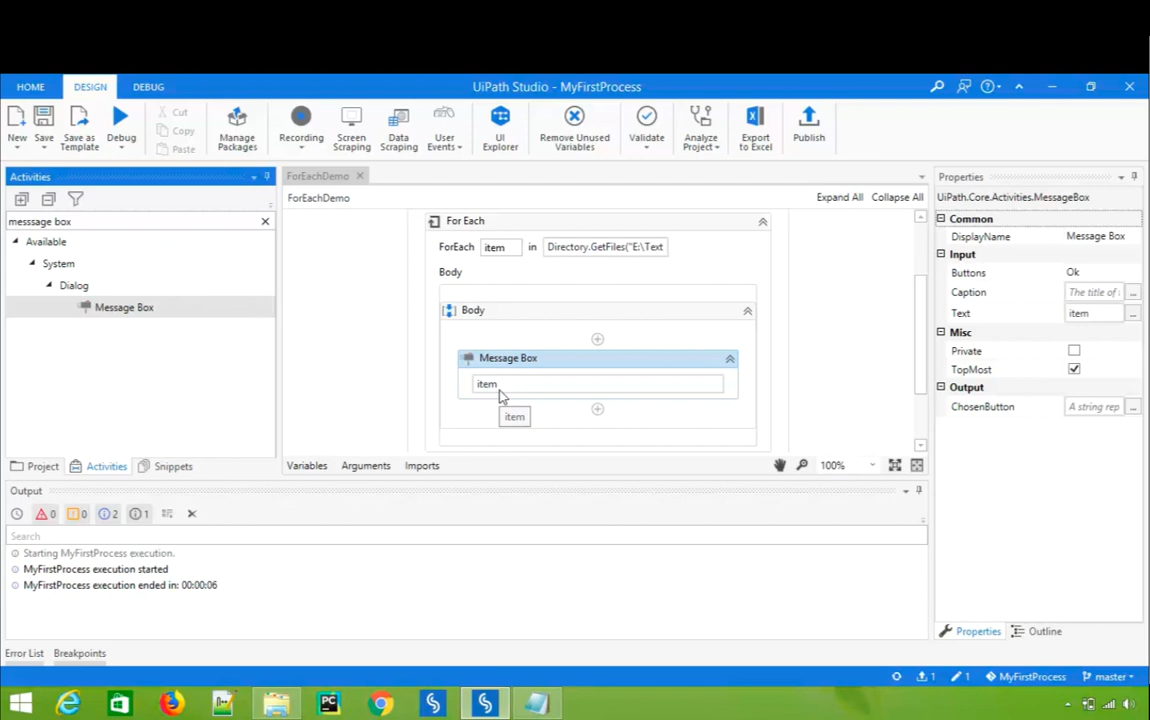 UiPath Studio - MyFirstProcess
HOME
DESIGN
DEBUG
New
Save
Save as Template
Debug
Cut
Copy
Paste
Manage Packages
Recording
Screen Scraping
Data Scraping
User Events
UI Explorer
Remove Unused Variables
Validate
Analyze Project
Export to Excel
Publish
Activities
messsage box
Available
System
Dialog
Message Box
Project
Activities
Snippets
ForEachDemo
ForEachDemo
Expand All
Collapse All
For Each
ForEach item in Directory.GetFiles("E:\Text
Body
Body
Message Box
item
item
Variables
Arguments
Imports
100%
Properties
UiPath.Core.Activities.MessageBox
Common
DisplayName Message Box
Input
Buttons Ok
Caption The title of
Text item
Misc
Private
TopMost
Output
ChosenButton A string rep
Properties
Outline
Output
0
0
2
1
Search
Starting MyFirstProcess execution.
MyFirstProcess execution started
MyFirstProcess execution ended in: 00:00:06
Error List
Breakpoints
1
1
MyFirstProcess
master
PC